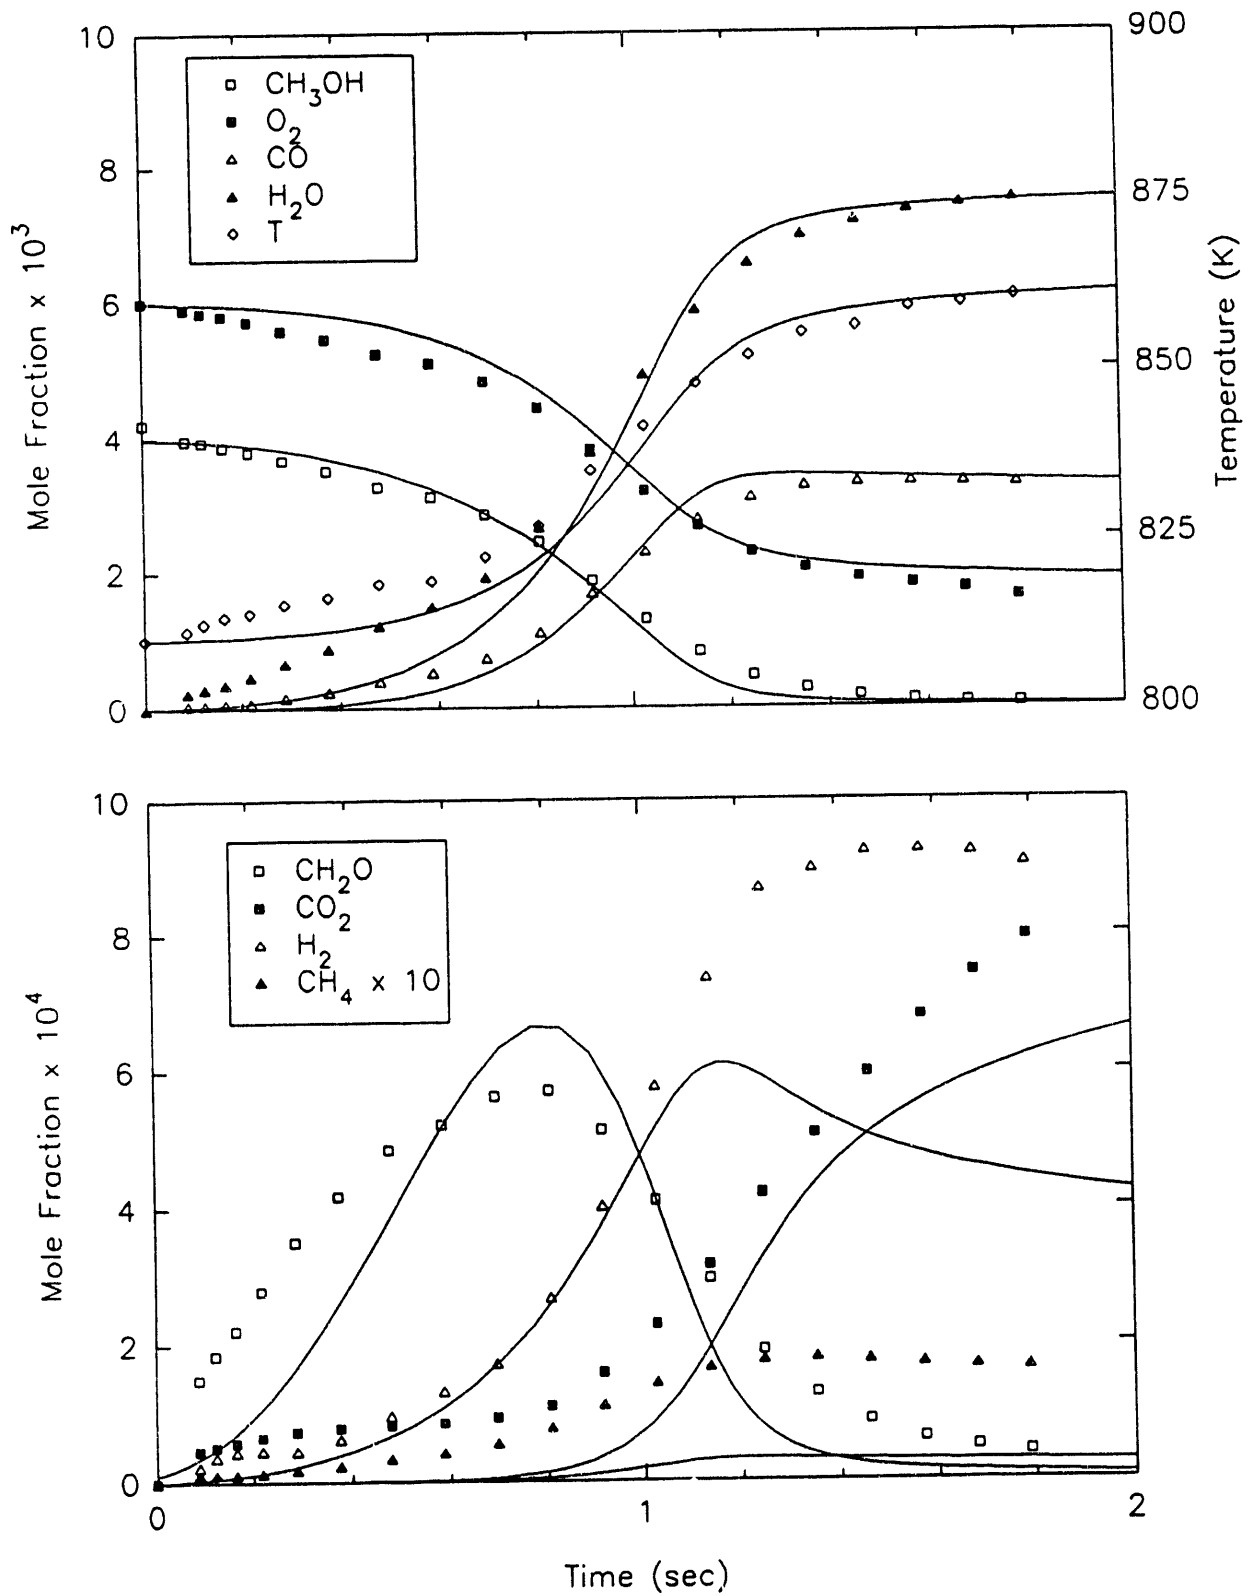 10
8
6
4
2
0
Mole Fraction x 10³
CH₃OH
O₂
CO
H₂O
T
900
875
850
825
800
Temperature (K)
10
8
6
4
2
0
Mole Fraction x 10⁴
CH₂O
CO₂
H₂
CH₄ x 10
0
1
2
Time (sec)